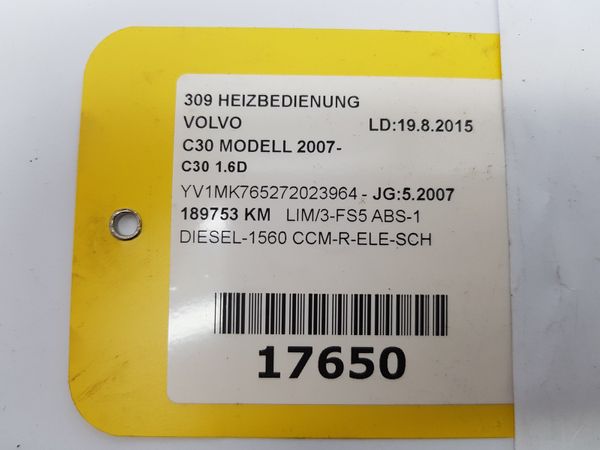 309 HEIZBEDIENUNG
VOLVO LD:19.8.2015
C30 MODELL 2007-
C30 1.6D
YV1MK765272023964 - JG:5.2007
189753 KM LIM/3-FS5 ABS-1
DIESEL-1560 CCM-R-ELE-SCH
17650